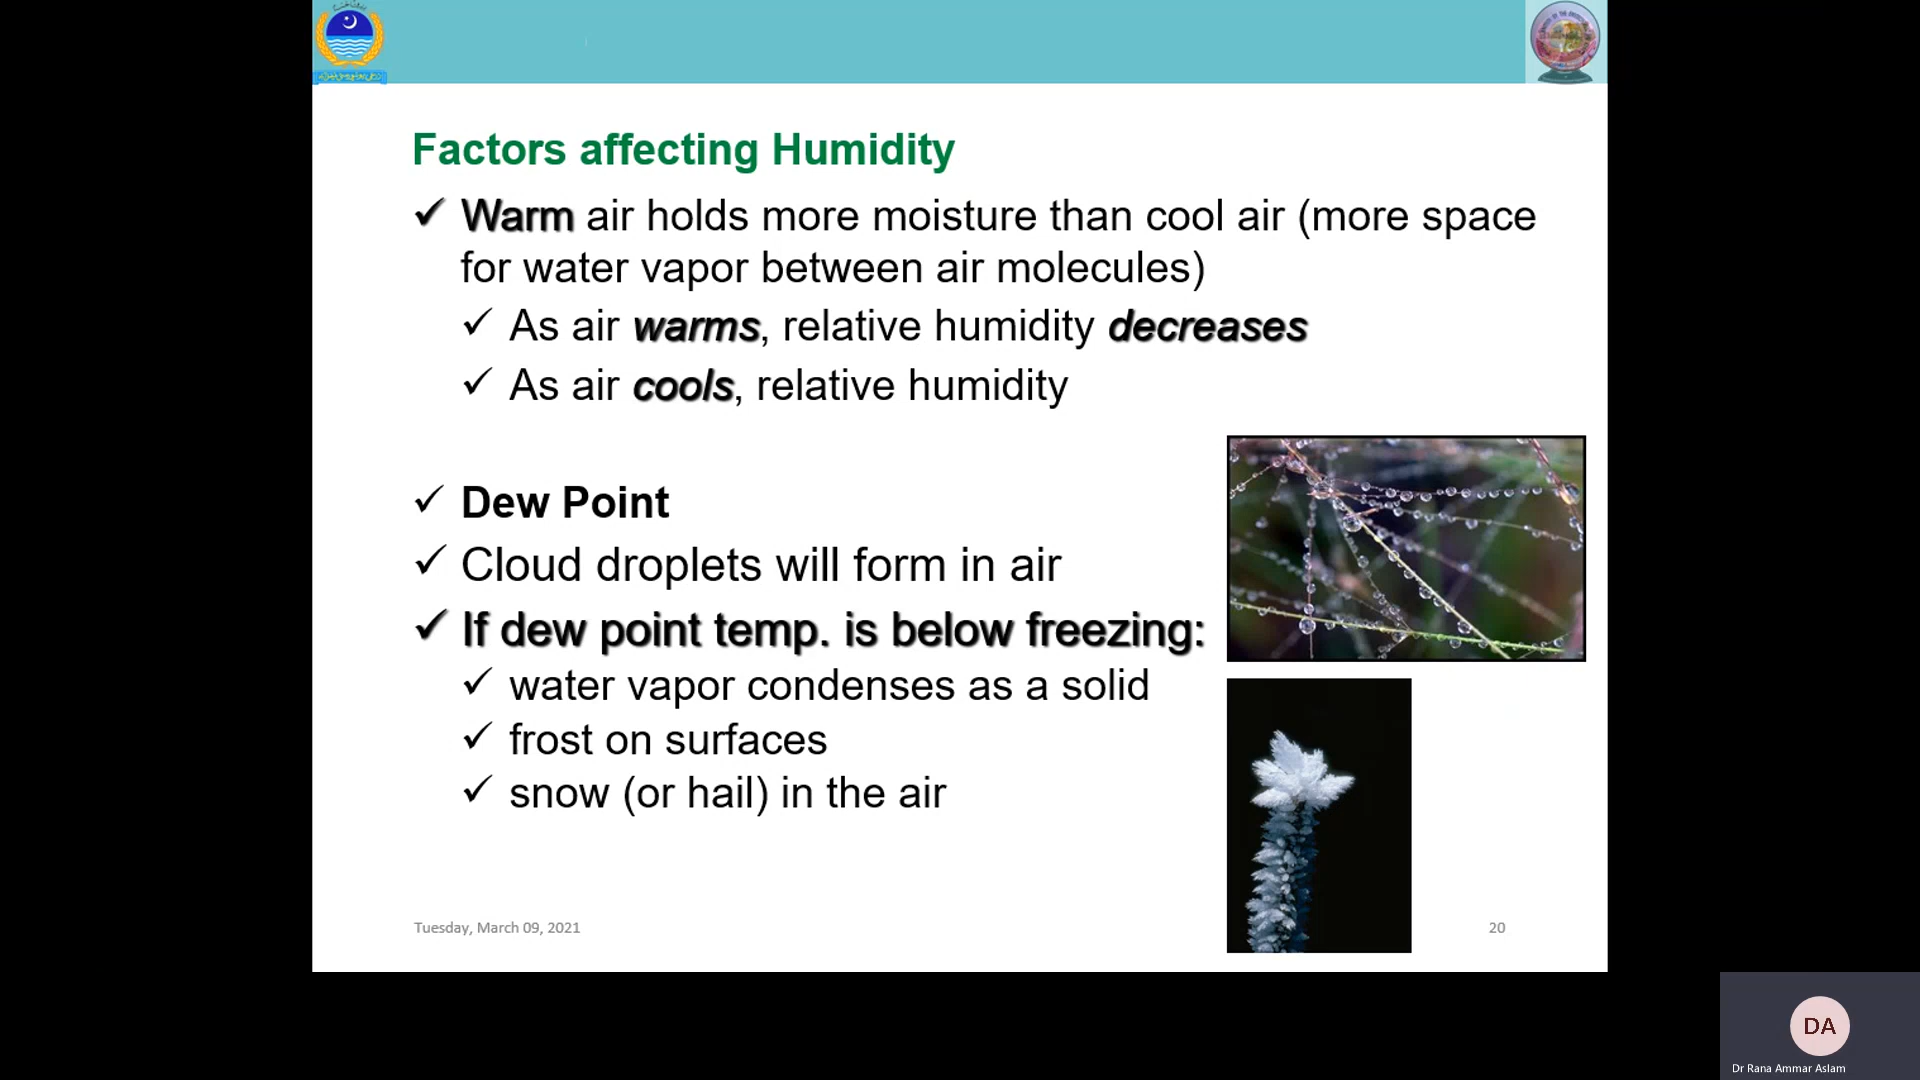 Factors affecting Humidity
✓ Warm air holds more moisture than cool air (more space
for water vapor between air molecules)
✓ As air warms, relative humidity decreases
✓ As air cools, relative humidity
✓ Dew Point
✓ Cloud droplets will form in air
✓ If dew point temp. is below freezing:
✓ water vapor condenses as a solid
✓ frost on surfaces
✓ snow (or hail) in the air
Tuesday, March 09, 2021
20
DA
Dr Rana Ammar Aslam